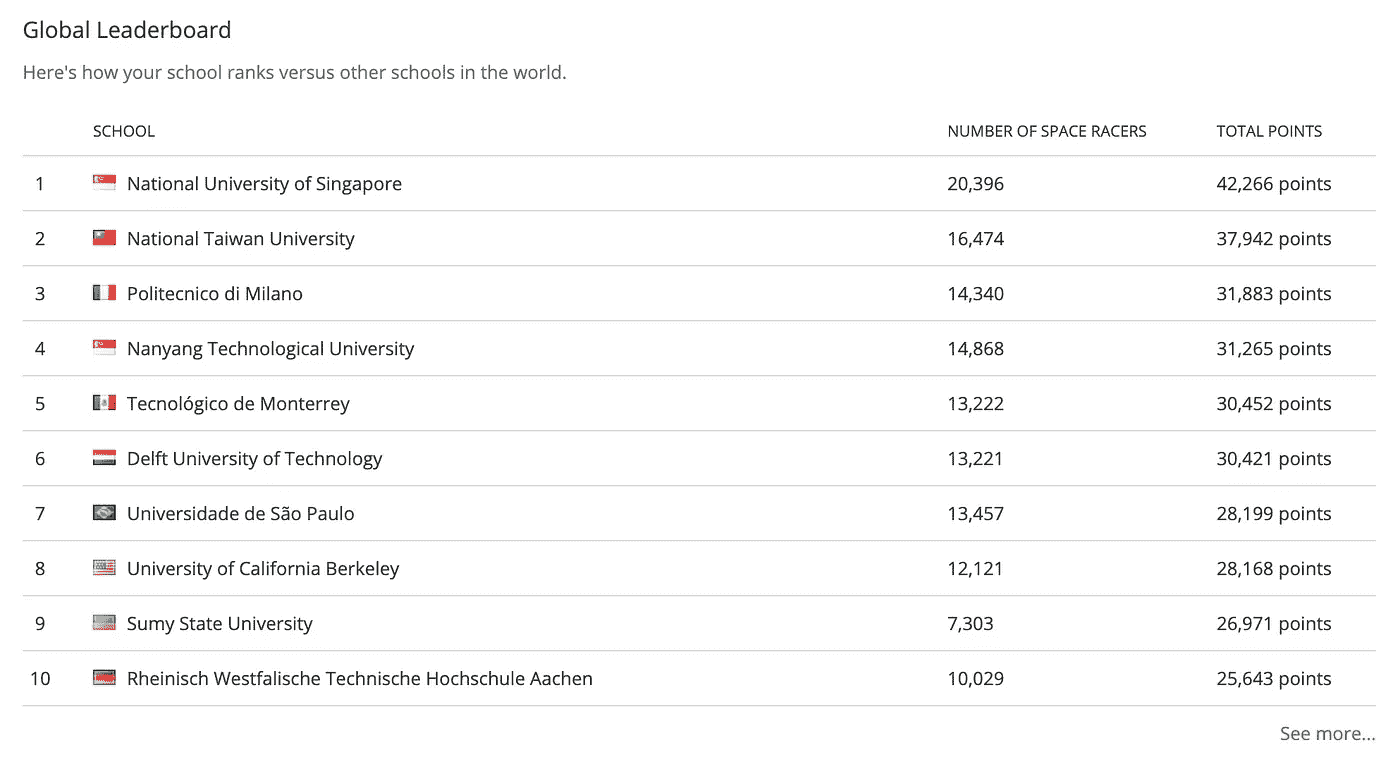 Global Leaderboard
Here's how your school ranks versus other schools in the world.
SCHOOL NUMBER OF SPACE RACERS TOTAL POINTS
1 National University of Singapore 20,396 42,266 points
2 National Taiwan University 16,474 37,942 points
3 Politecnico di Milano 14,340 31,883 points
4 Nanyang Technological University 14,868 31,265 points
5 Tecnológico de Monterrey 13,222 30,452 points
6 Delft University of Technology 13,221 30,421 points
7 Universidade de São Paulo 13,457 28,199 points
8 University of California Berkeley 12,121 28,168 points
9 Sumy State University 7,303 26,971 points
10 Rheinisch Westfalische Technische Hochschule Aachen 10,029 25,643 points
See more...